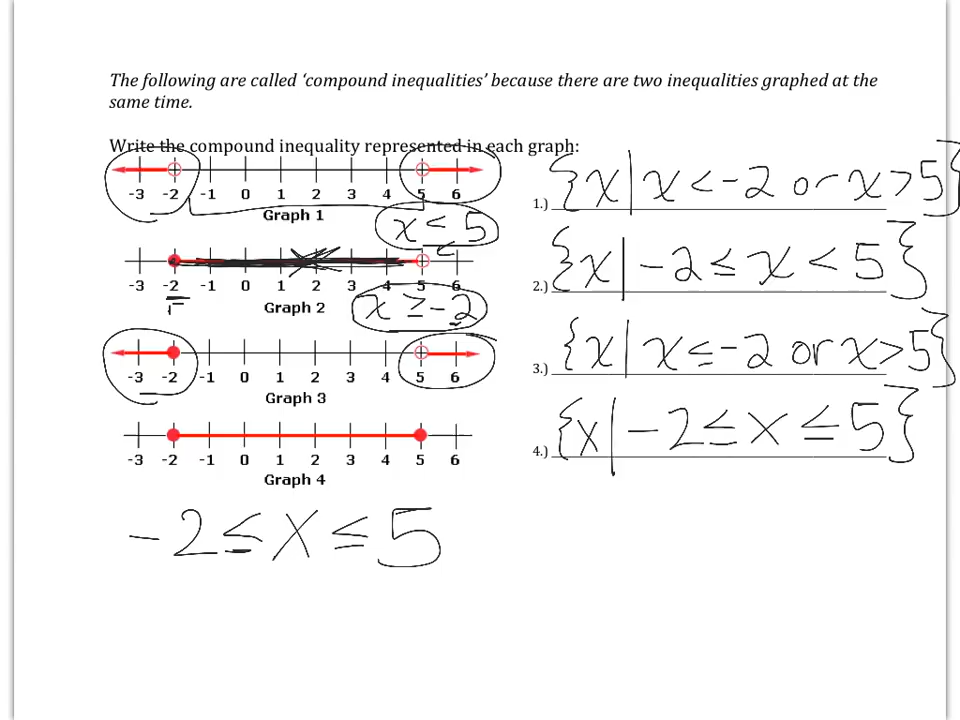 The following are called ‘compound inequalities’ because there are two inequalities graphed at the
same time.
Write the compound inequality represented in each graph:
-3 -2 -1 0 1 2 3 4 5 6
Graph 1
1.) {x | x < -2 or x > 5}
x < 5
-3 -2 -1 0 1 2 3 4 5 6
Graph 2
x ≥ -2
2.) {x | -2 ≤ x < 5}
-3 -2 -1 0 1 2 3 4 5 6
Graph 3
3.) {x | x ≤ -2 or x > 5}
-3 -2 -1 0 1 2 3 4 5 6
Graph 4
4.) {x | -2 ≤ x ≤ 5}
-2 ≤ x ≤ 5